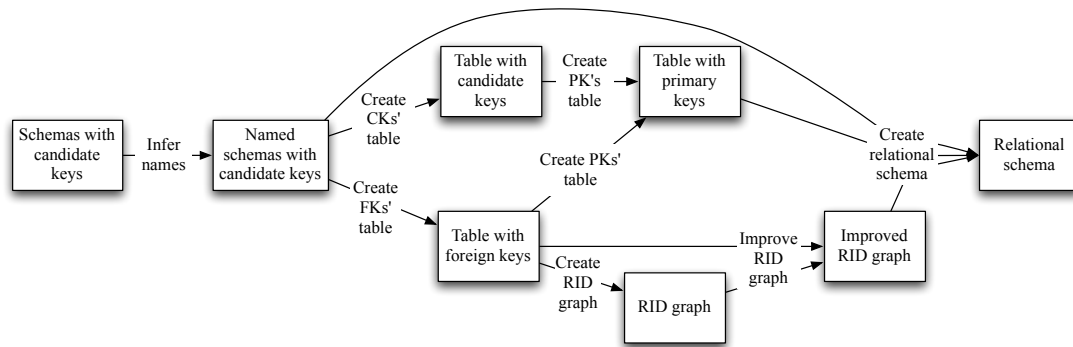 Schemas with
candidate
keys
Infer
names
Named
schemas with
candidate keys
Create
CKs'
table
Table with
candidate
keys
Create
PK's
table
Table with
primary
keys
Create
FKs'
table
Table with
foreign keys
Create PKs'
table
Create
RID
graph
RID graph
Improve
RID
graph
Improved
RID graph
Create
relational
schema
Relational
schema